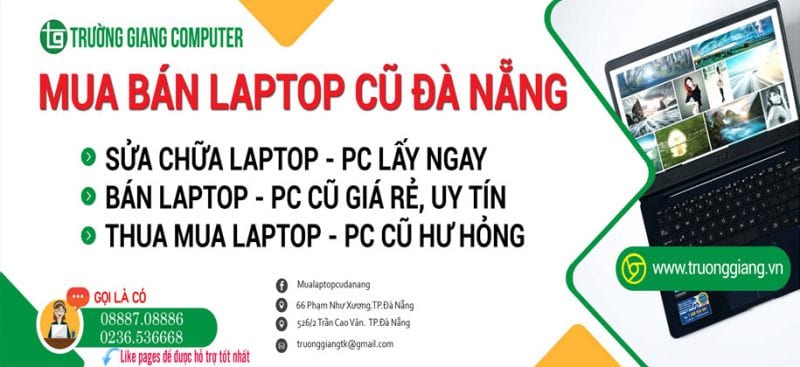 tg TRƯỜNG GIANG COMPUTER
MUA BÁN LAPTOP CŨ ĐÀ NẴNG
SỬA CHỮA LAPTOP - PC LẤY NGAY
BÁN LAPTOP - PC CŨ GIÁ RẺ, UY TÍN
THUA MUA LAPTOP - PC CŨ HƯ HỎNG
www.truonggiang.vn
GỌI LÀ CÓ
08887.08886
0236.536668
Like pages để được hỗ trợ tốt nhất
Mualaptopcudanang
66 Phạm Như Xương.TP.Đà Nẵng
526/2 Trần Cao Vân. TP.Đà Nẵng
truonggiangtk@gmail.com